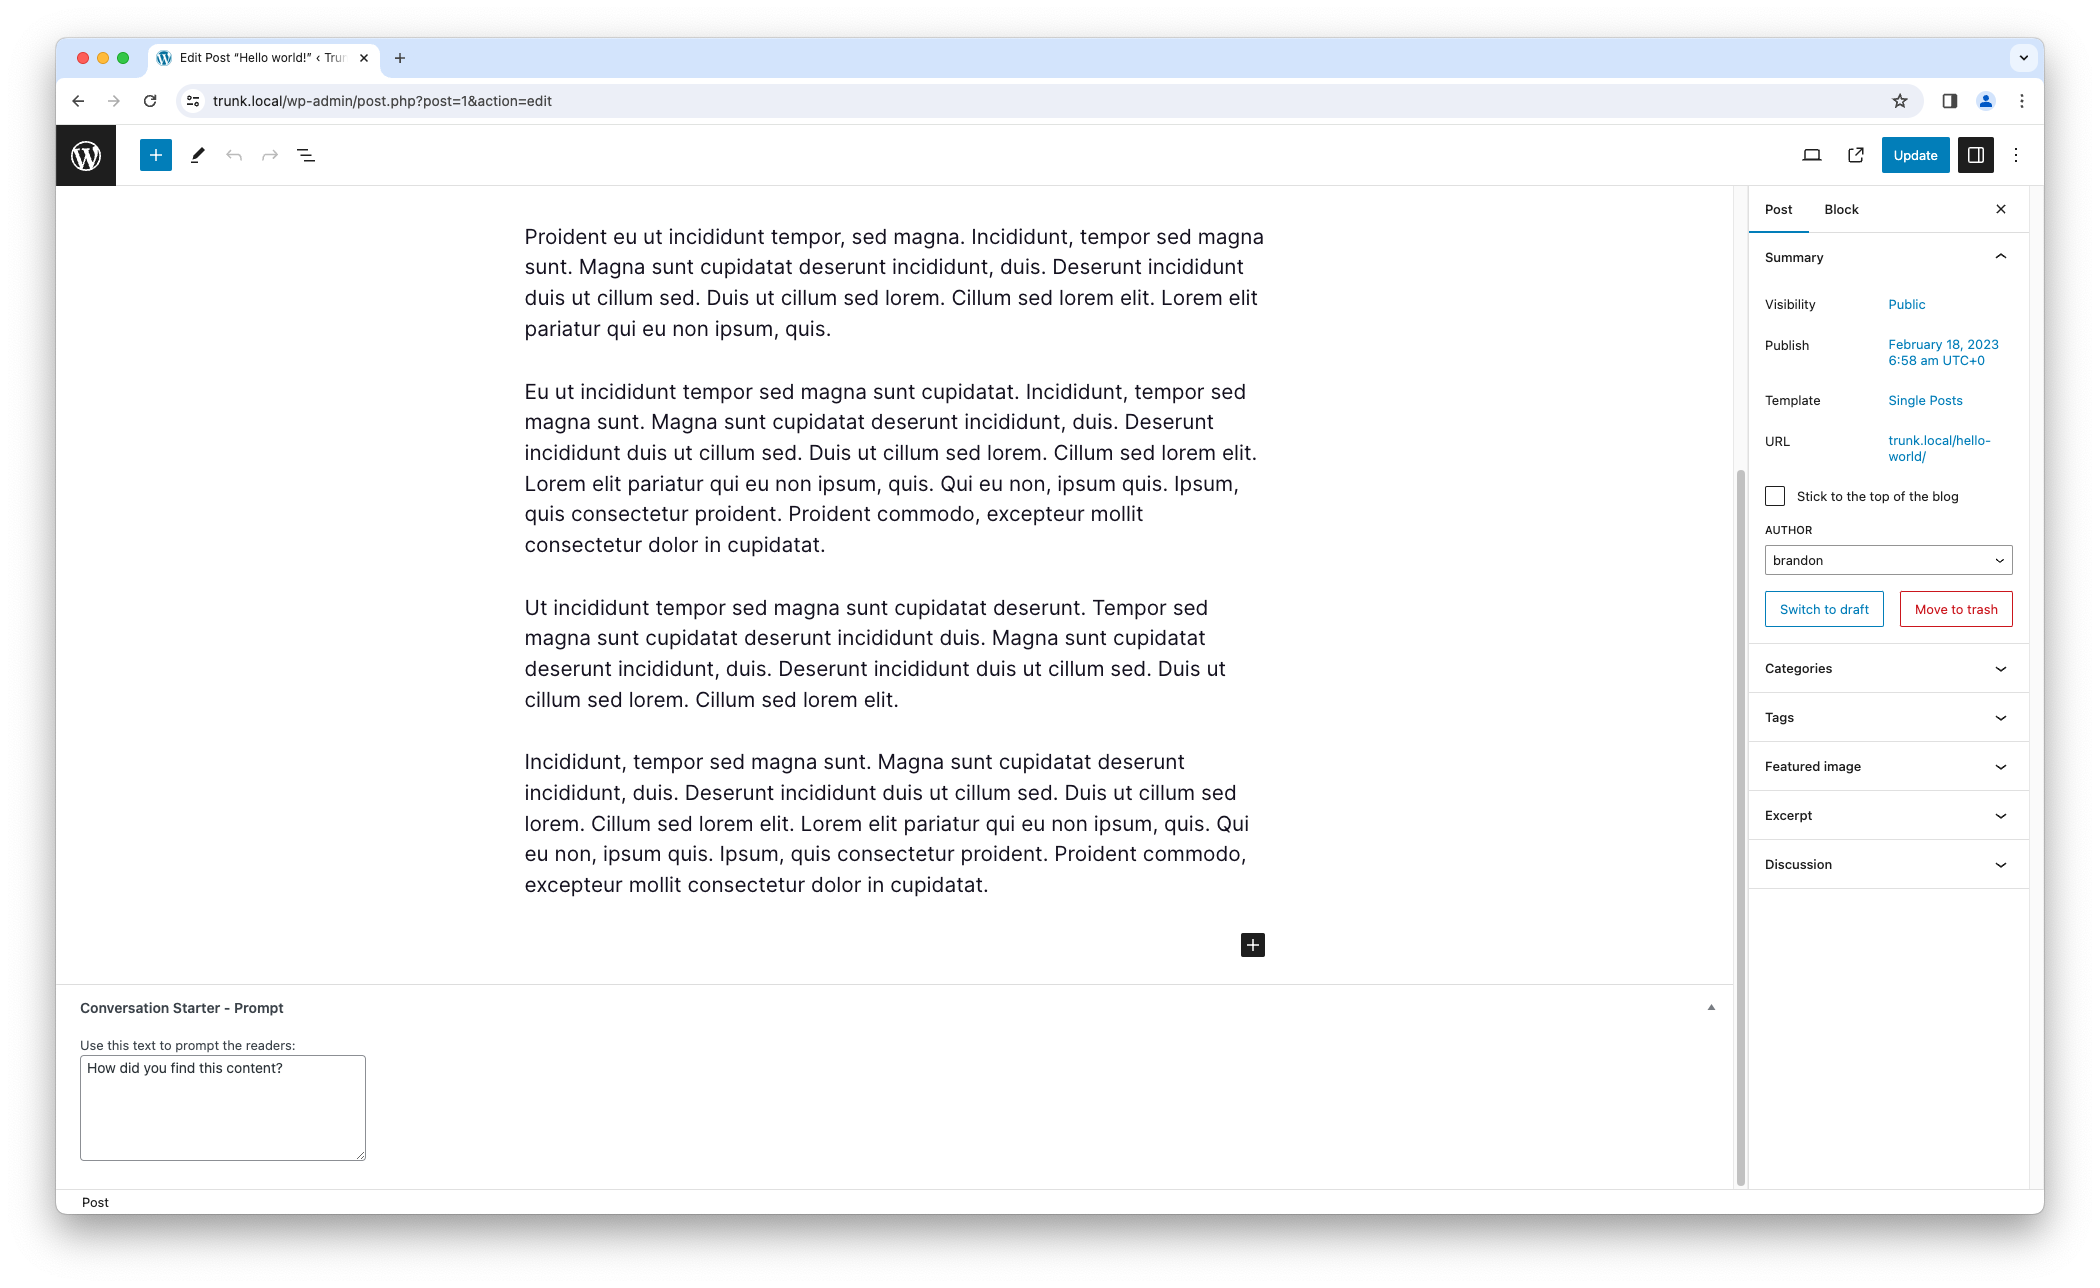 Edit Post “Hello world!” ‹ Trun
trunk.local/wp-admin/post.php?post=1&action=edit
Update
Proident eu ut incididunt tempor, sed magna. Incididunt, tempor sed magna
sunt. Magna sunt cupidatat deserunt incididunt, duis. Deserunt incididunt
duis ut cillum sed. Duis ut cillum sed lorem. Cillum sed lorem elit. Lorem elit
pariatur qui eu non ipsum, quis.
Eu ut incididunt tempor sed magna sunt cupidatat. Incididunt, tempor sed
magna sunt. Magna sunt cupidatat deserunt incididunt, duis. Deserunt
incididunt duis ut cillum sed. Duis ut cillum sed lorem. Cillum sed lorem elit.
Lorem elit pariatur qui eu non ipsum, quis. Qui eu non, ipsum quis. Ipsum,
quis consectetur proident. Proident commodo, excepteur mollit
consectetur dolor in cupidatat.
Ut incididunt tempor sed magna sunt cupidatat deserunt. Tempor sed
magna sunt cupidatat deserunt incididunt duis. Magna sunt cupidatat
deserunt incididunt, duis. Deserunt incididunt duis ut cillum sed. Duis ut
cillum sed lorem. Cillum sed lorem elit.
Incididunt, tempor sed magna sunt. Magna sunt cupidatat deserunt
incididunt, duis. Deserunt incididunt duis ut cillum sed. Duis ut cillum sed
lorem. Cillum sed lorem elit. Lorem elit pariatur qui eu non ipsum, quis. Qui
eu non, ipsum quis. Ipsum, quis consectetur proident. Proident commodo,
excepteur mollit consectetur dolor in cupidatat.
Conversation Starter - Prompt
Use this text to prompt the readers:
How did you find this content?
Post
Post Block
Summary
Visibility Public
Publish February 18, 2023
6:58 am UTC+0
Template Single Posts
URL trunk.local/hello-
world/
Stick to the top of the blog
AUTHOR
brandon
Switch to draft Move to trash
Categories
Tags
Featured image
Excerpt
Discussion